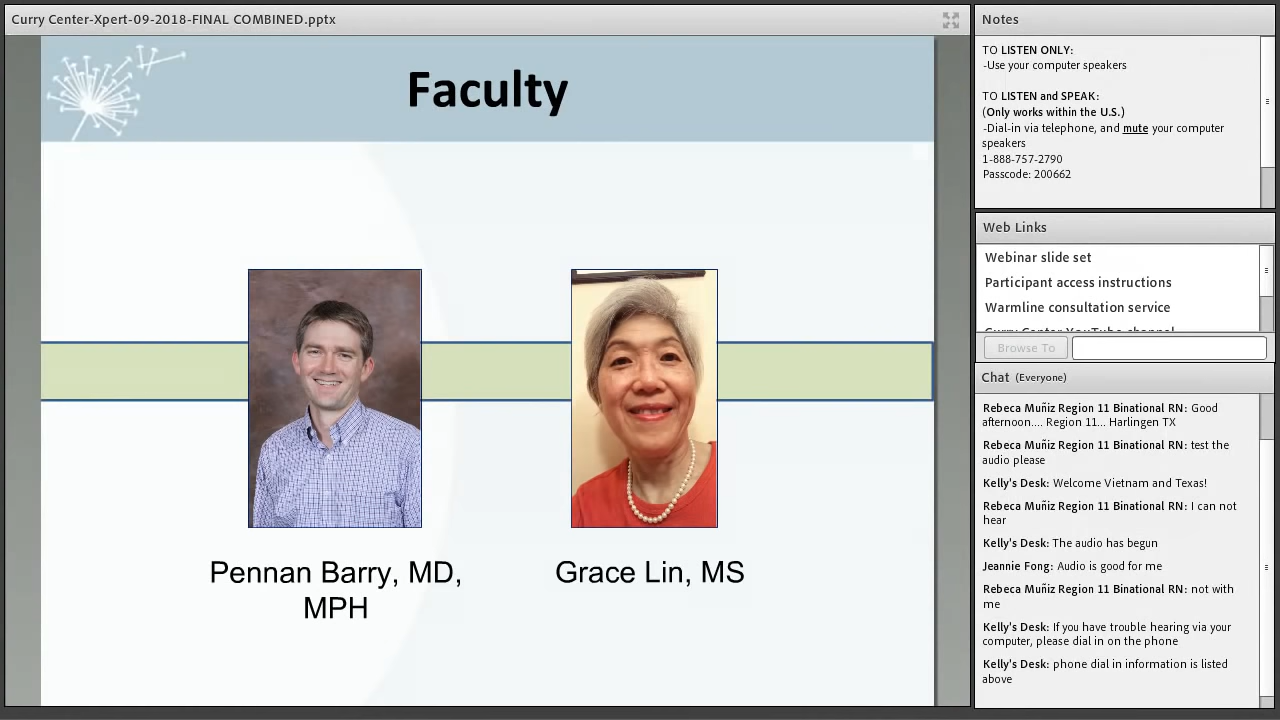 Curry Center-Xpert-09-2018-FINAL COMBINED.pptx
Faculty
Pennan Barry, MD,
MPH
Grace Lin, MS
Notes
TO LISTEN ONLY:
-Use your computer speakers
TO LISTEN and SPEAK:
(Only works within the U.S.)
-Dial-in via telephone, and mute your computer
speakers
1-888-757-2790
Passcode: 200662
Web Links
Webinar slide set
Participant access instructions
Warmline consultation service
Curry Center YouTube channel
Browse To
Chat (Everyone)
Rebeca Muñiz Region 11 Binational RN: Good
afternoon.... Region 11... Harlingen TX
Rebeca Muñiz Region 11 Binational RN: test the
audio please
Kelly's Desk: Welcome Vietnam and Texas!
Rebeca Muñiz Region 11 Binational RN: I can not
hear
Kelly's Desk: The audio has begun
Jeannie Fong: Audio is good for me
Rebeca Muñiz Region 11 Binational RN: not with
me
Kelly's Desk: If you have trouble hearing via your
computer, please dial in on the phone
Kelly's Desk: phone dial in information is listed
above